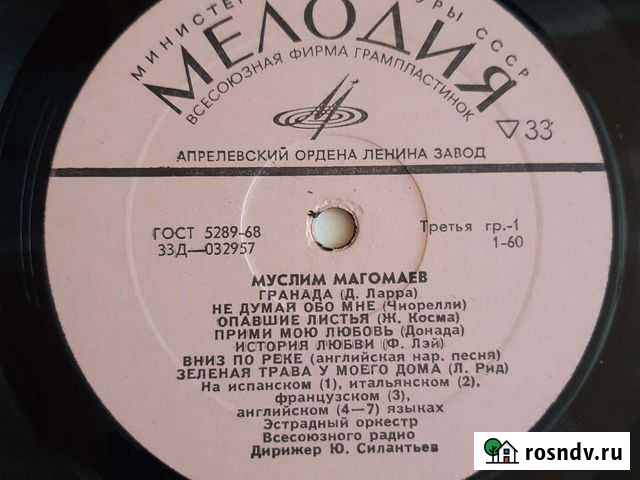 МИНИСТЕР УРЫ СССР
МЕЛОДИЯ
ВСЕСОЮЗНАЯ ФИРМА ГРАМПЛАСТИНОК
▽33
АПРЕЛЕВСКИЙ ОРДЕНА ЛЕНИНА ЗАВОД
ГОСТ 5289-68
33Д—032957
Третья гр.-1
1-60
МУСЛИМ МАГОМАЕВ
ГРАНАДА (Д. Ларра)
НЕ ДУМАЙ ОБО МНЕ (Чиорелли)
ОПАВШИЕ ЛИСТЬЯ (Ж. Косма)
ПРИМИ МОЮ ЛЮБОВЬ (Донада)
ИСТОРИЯ ЛЮБВИ (Ф. Лэй)
ВНИЗ ПО РЕКЕ (английская нар. песня)
ЗЕЛЕНАЯ ТРАВА У МОЕГО ДОМА (Л. Рид)
На испанском (1), итальянском (2),
французском (3),
английском (4—7) языках
Эстрадный оркестр
Всесоюзного радио
Дирижер Ю. Силантьев
rosndv.ru